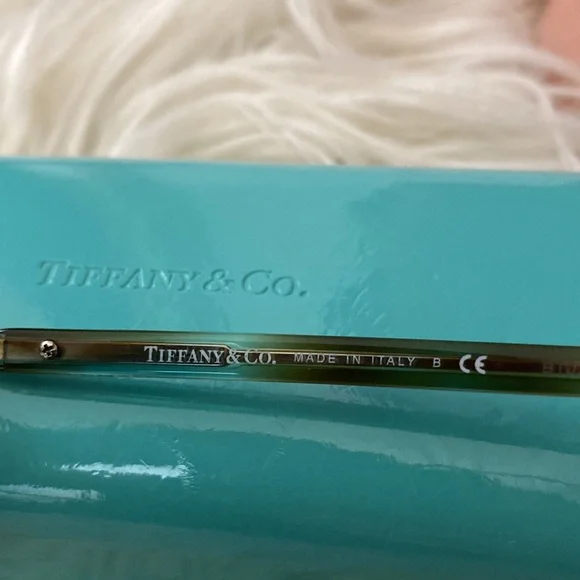 TIFFANY & CO.
TIFFANY & CO. MADE IN ITALY B CE